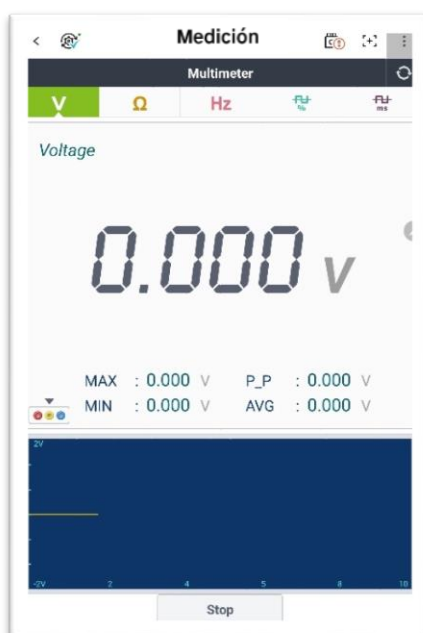 Medición
Multimeter
V Ω Hz % ms
Voltage
0.000 V
MAX : 0.000 V P_P : 0.000 V
MIN : 0.000 V AVG : 0.000 V
2V
-2V 2 4 5 8 10
Stop